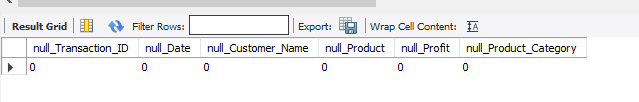 Result Grid Filter Rows: Export: Wrap Cell Content: IA
null_Transaction_ID null_Date null_Customer_Name null_Product null_Profit null_Product_Category
0 0 0 0 0 0